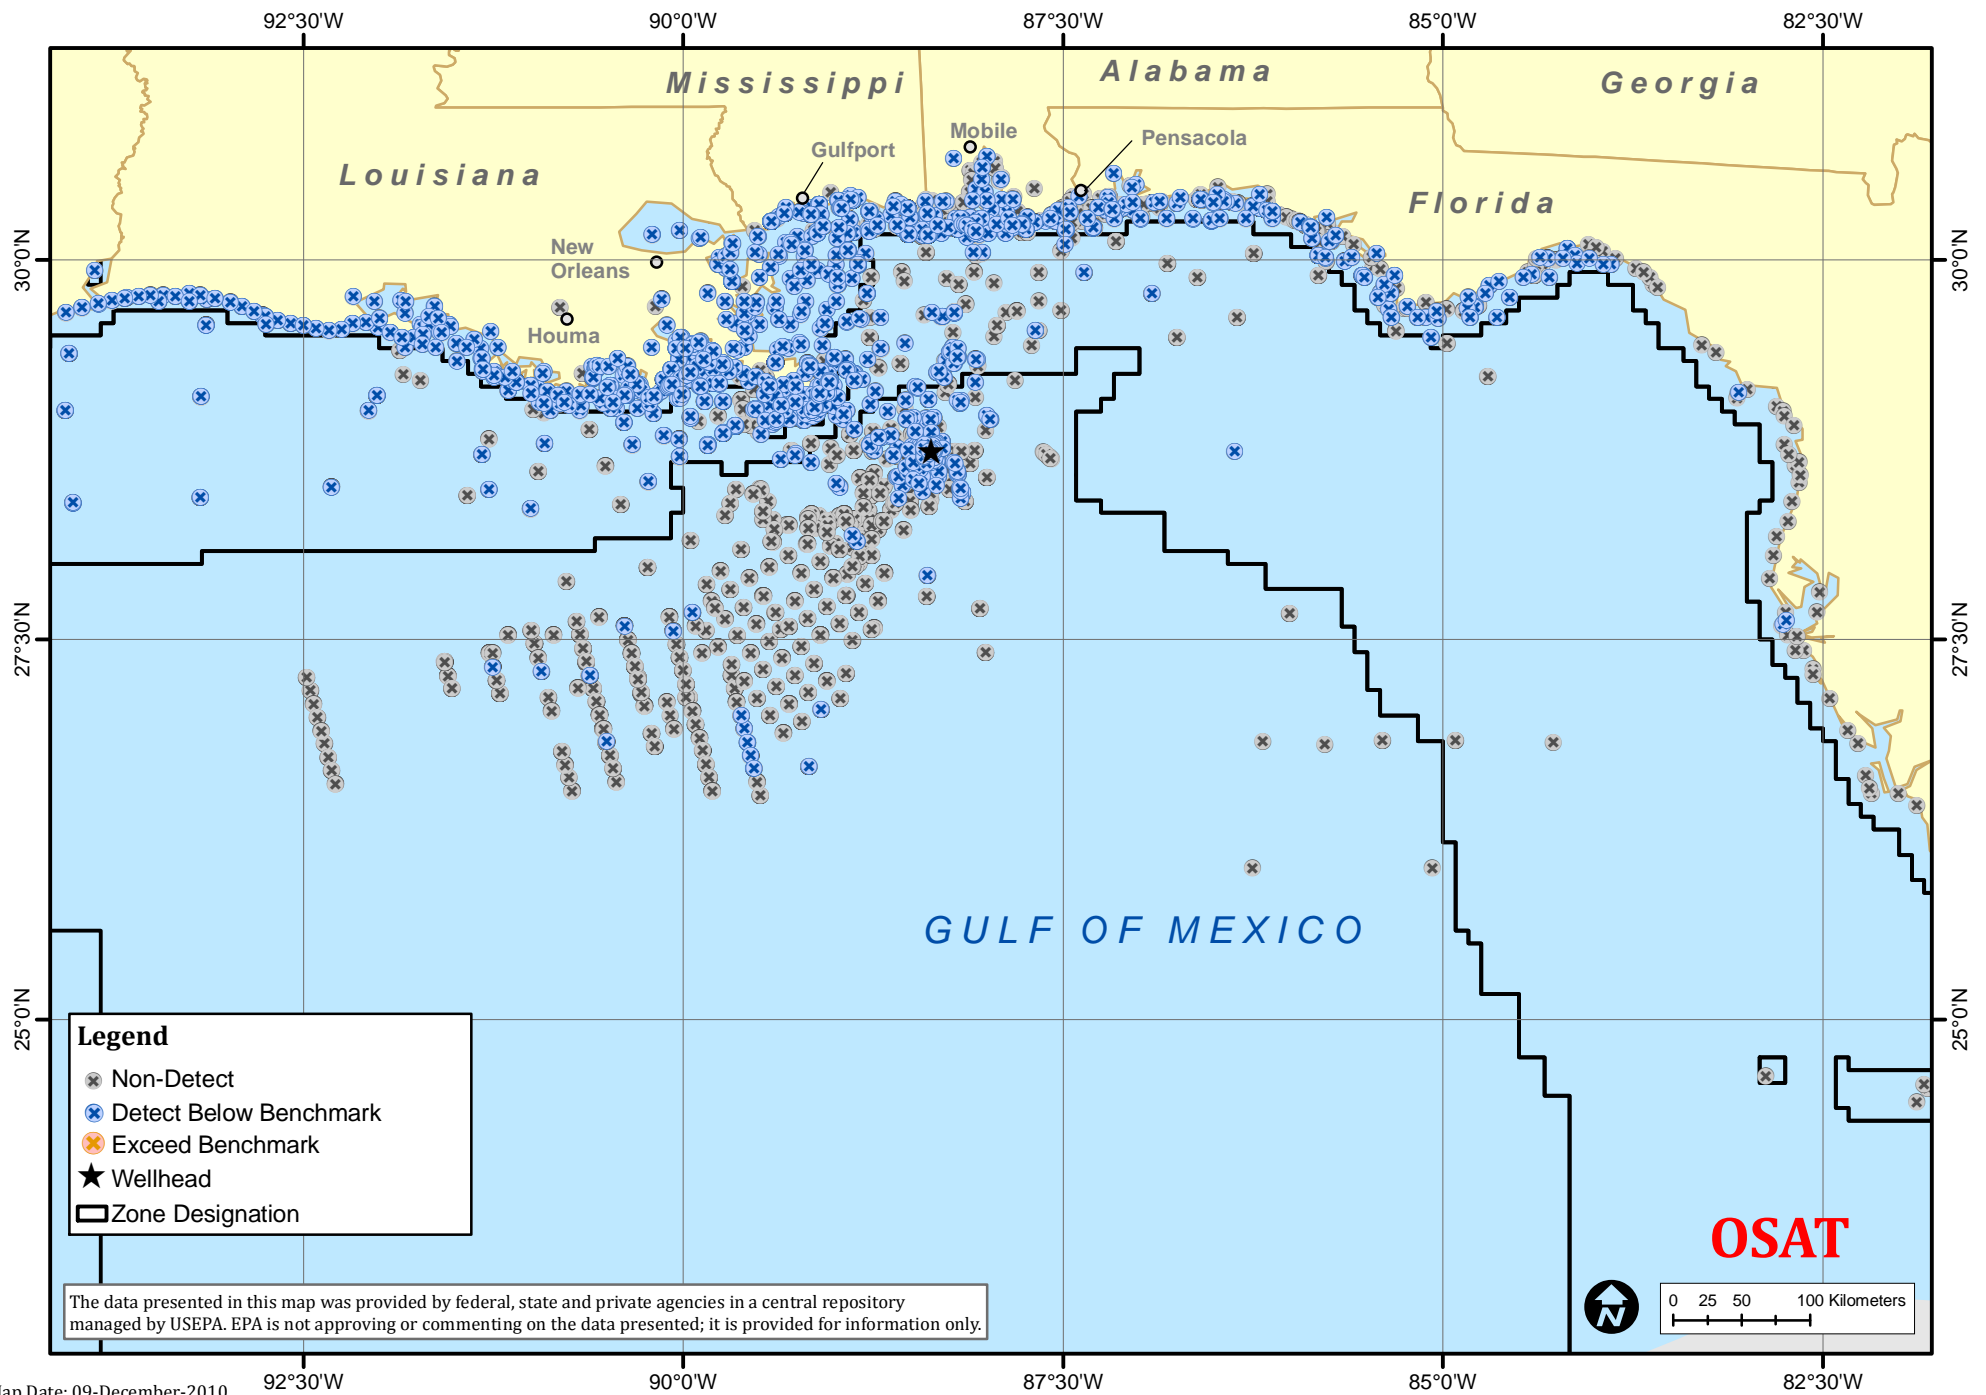 92°30'W 90°0'W 87°30'W 85°0'W 82°30'W
Mississippi
Alabama
Georgia
Mobile
Pensacola
Gulfport
Louisiana
Florida
New
Orleans
Houma
30°0'N
30°0'N
27°30'N
27°30'N
GULF OF MEXICO
25°0'N
25°0'N
Legend
Non-Detect
Detect Below Benchmark
Exceed Benchmark
Wellhead
Zone Designation
OSAT
N
0 25 50 100 Kilometers
The data presented in this map was provided by federal, state and private agencies in a central repository
managed by USEPA. EPA is not approving or commenting on the data presented; it is provided for information only.
92°30'W 90°0'W 87°30'W 85°0'W 82°30'W
Map Date: 09-December-2010